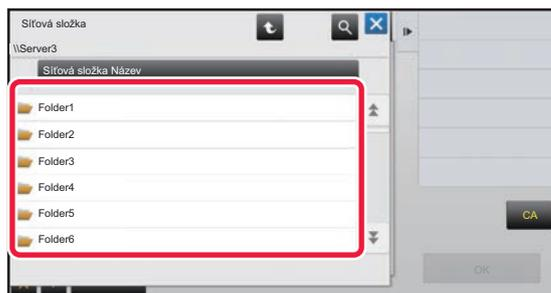 Síťová složka
\\Server3
Síťová složka Název
Folder1
Folder2
Folder3
Folder4
Folder5
Folder6
CA
OK